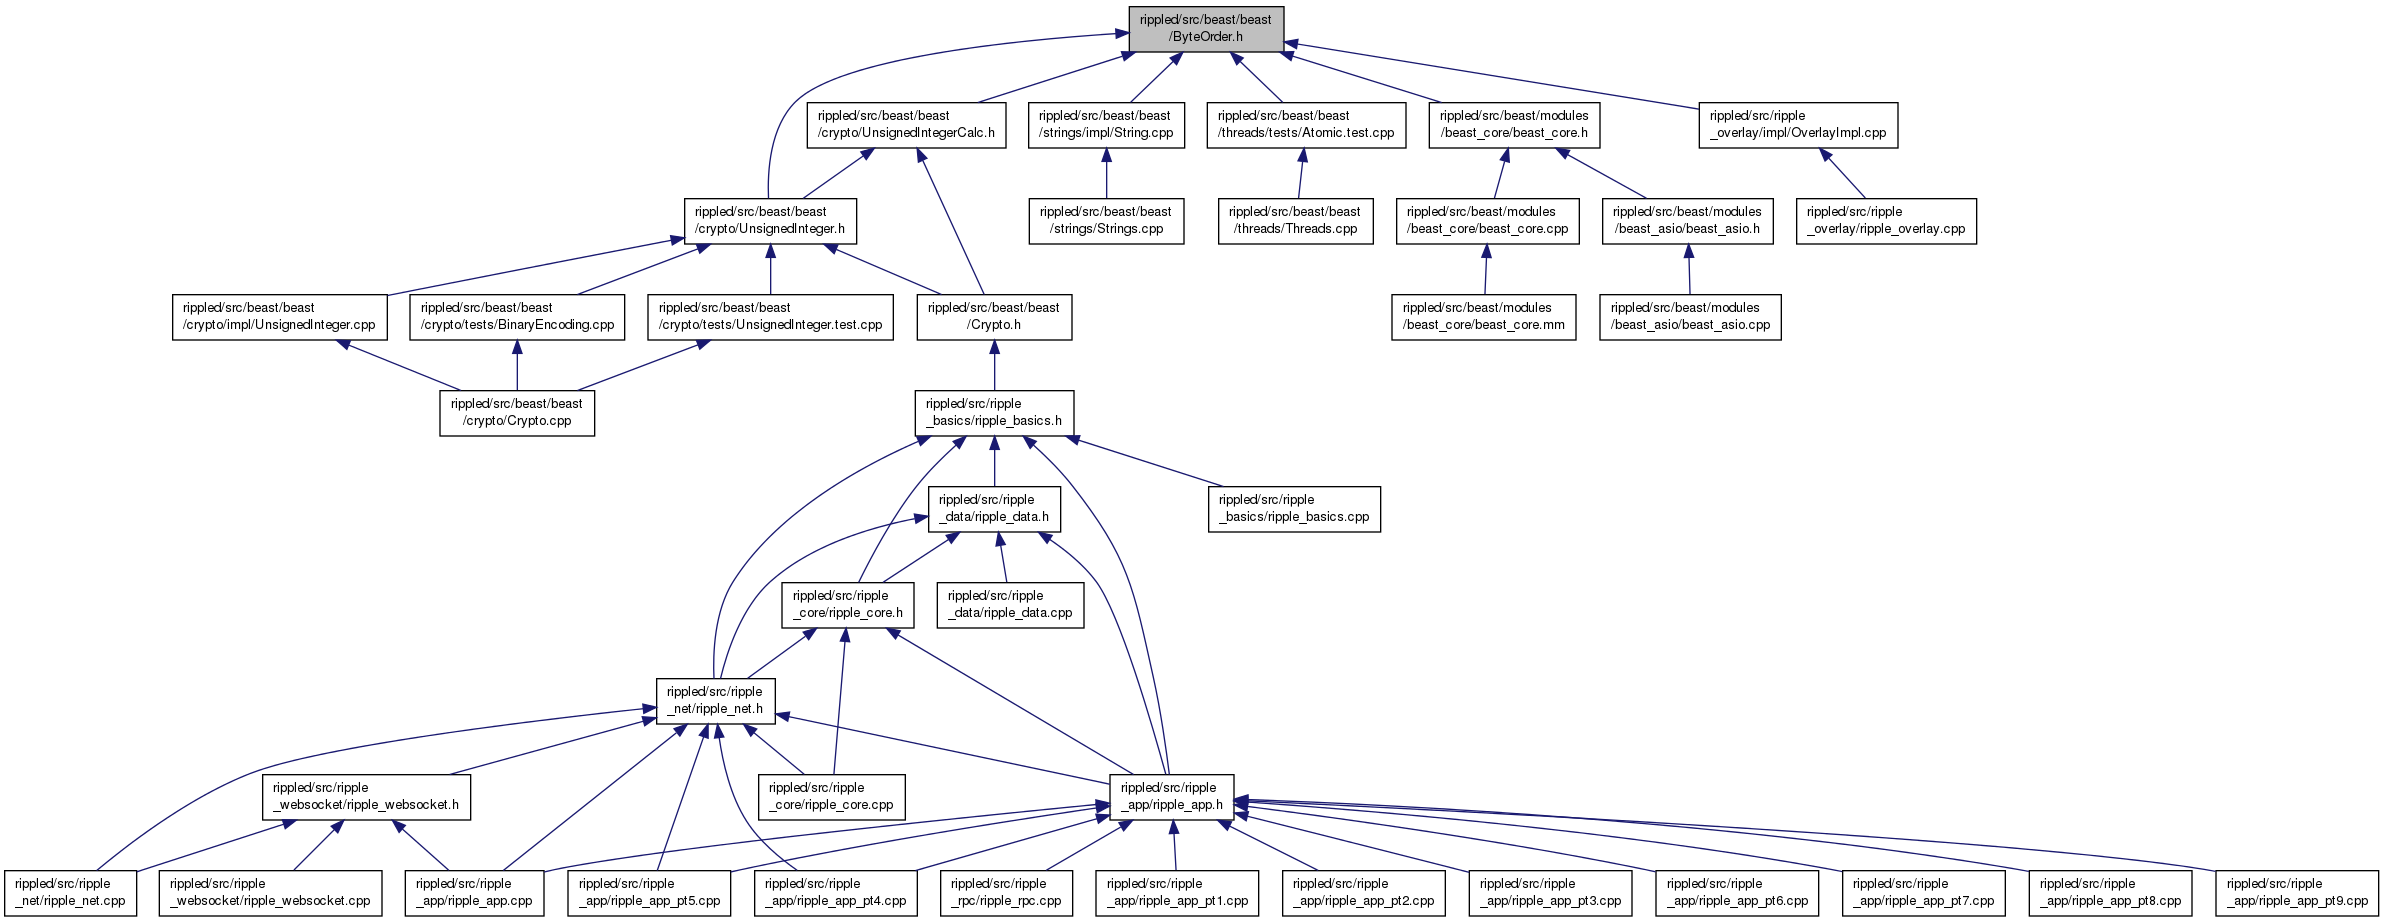 rippled/src/beast/beast
/ByteOrder.h
rippled/src/beast/beast
/crypto/UnsignedIntegerCalc.h
rippled/src/beast/beast
/strings/impl/String.cpp
rippled/src/beast/beast
/threads/tests/Atomic.test.cpp
rippled/src/beast/modules
/beast_core/beast_core.h
rippled/src/ripple
_overlay/impl/OverlayImpl.cpp
rippled/src/beast/beast
/crypto/UnsignedInteger.h
rippled/src/beast/beast
/strings/Strings.cpp
rippled/src/beast/beast
/threads/Threads.cpp
rippled/src/beast/modules
/beast_core/beast_core.cpp
rippled/src/beast/modules
/beast_asio/beast_asio.h
rippled/src/ripple
_overlay/ripple_overlay.cpp
rippled/src/beast/beast
/crypto/impl/UnsignedInteger.cpp
rippled/src/beast/beast
/crypto/tests/BinaryEncoding.cpp
rippled/src/beast/beast
/crypto/tests/UnsignedInteger.test.cpp
rippled/src/beast/beast
/Crypto.h
rippled/src/beast/modules
/beast_core/beast_core.mm
rippled/src/beast/modules
/beast_asio/beast_asio.cpp
rippled/src/beast/beast
/crypto/Crypto.cpp
rippled/src/ripple
_basics/ripple_basics.h
rippled/src/ripple
_data/ripple_data.h
rippled/src/ripple
_basics/ripple_basics.cpp
rippled/src/ripple
_core/ripple_core.h
rippled/src/ripple
_data/ripple_data.cpp
rippled/src/ripple
_net/ripple_net.h
rippled/src/ripple
_websocket/ripple_websocket.h
rippled/src/ripple
_core/ripple_core.cpp
rippled/src/ripple
_app/ripple_app.h
rippled/src/ripple
_net/ripple_net.cpp
rippled/src/ripple
_websocket/ripple_websocket.cpp
rippled/src/ripple
_app/ripple_app.cpp
rippled/src/ripple
_app/ripple_app_pt5.cpp
rippled/src/ripple
_app/ripple_app_pt4.cpp
rippled/src/ripple
_rpc/ripple_rpc.cpp
rippled/src/ripple
_app/ripple_app_pt1.cpp
rippled/src/ripple
_app/ripple_app_pt2.cpp
rippled/src/ripple
_app/ripple_app_pt3.cpp
rippled/src/ripple
_app/ripple_app_pt6.cpp
rippled/src/ripple
_app/ripple_app_pt7.cpp
rippled/src/ripple
_app/ripple_app_pt8.cpp
rippled/src/ripple
_app/ripple_app_pt9.cpp